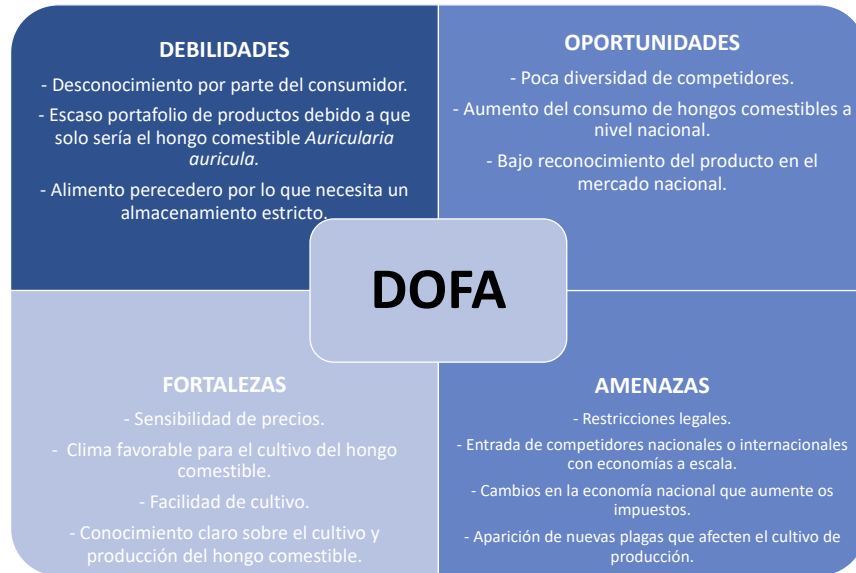 DEBILIDADES
- Desconocimiento por parte del consumidor.
- Escaso portafolio de productos debido a que
solo sería el hongo comestible Auricularia
auricula.
- Alimento perecedero por lo que necesita un
almacenamiento estricto.
OPORTUNIDADES
- Poca diversidad de competidores.
- Aumento del consumo de hongos comestibles a
nivel nacional.
- Bajo reconocimiento del producto en el
mercado nacional.
DOFA
FORTALEZAS
- Sensibilidad de precios.
- Clima favorable para el cultivo del hongo
comestible.
- Facilidad de cultivo.
- Conocimiento claro sobre el cultivo y
producción del hongo comestible.
AMENAZAS
- Restricciones legales.
- Entrada de competidores nacionales o internacionales
con economías a escala.
- Cambios en la economía nacional que aumente os
impuestos.
- Aparición de nuevas plagas que afecten el cultivo de
producción.